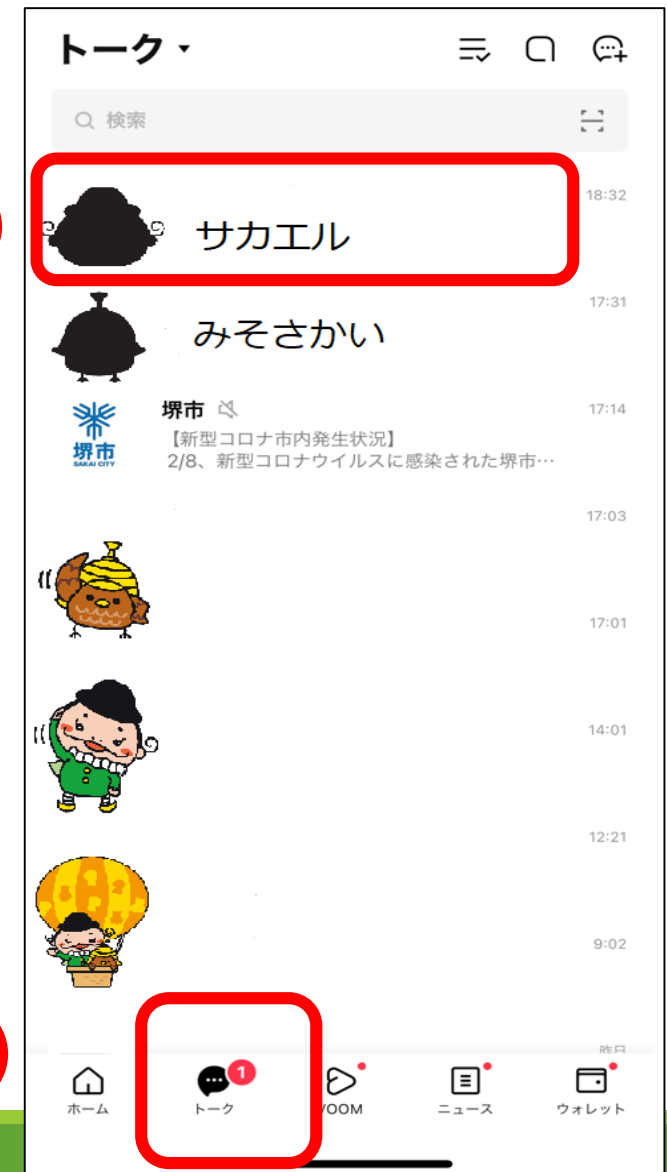 トーク
検索
18:32
サカエル
17:31
みそさかい
堺市
17:14
【新型コロナ市内発生状況】
2/8、新型コロナウイルスに感染された堺市…
堺市
SAKAI CITY
17:03
17:01
14:01
12:21
9:02
昨日
1
ホーム
トーク
VOOM
ニュース
ウォレット